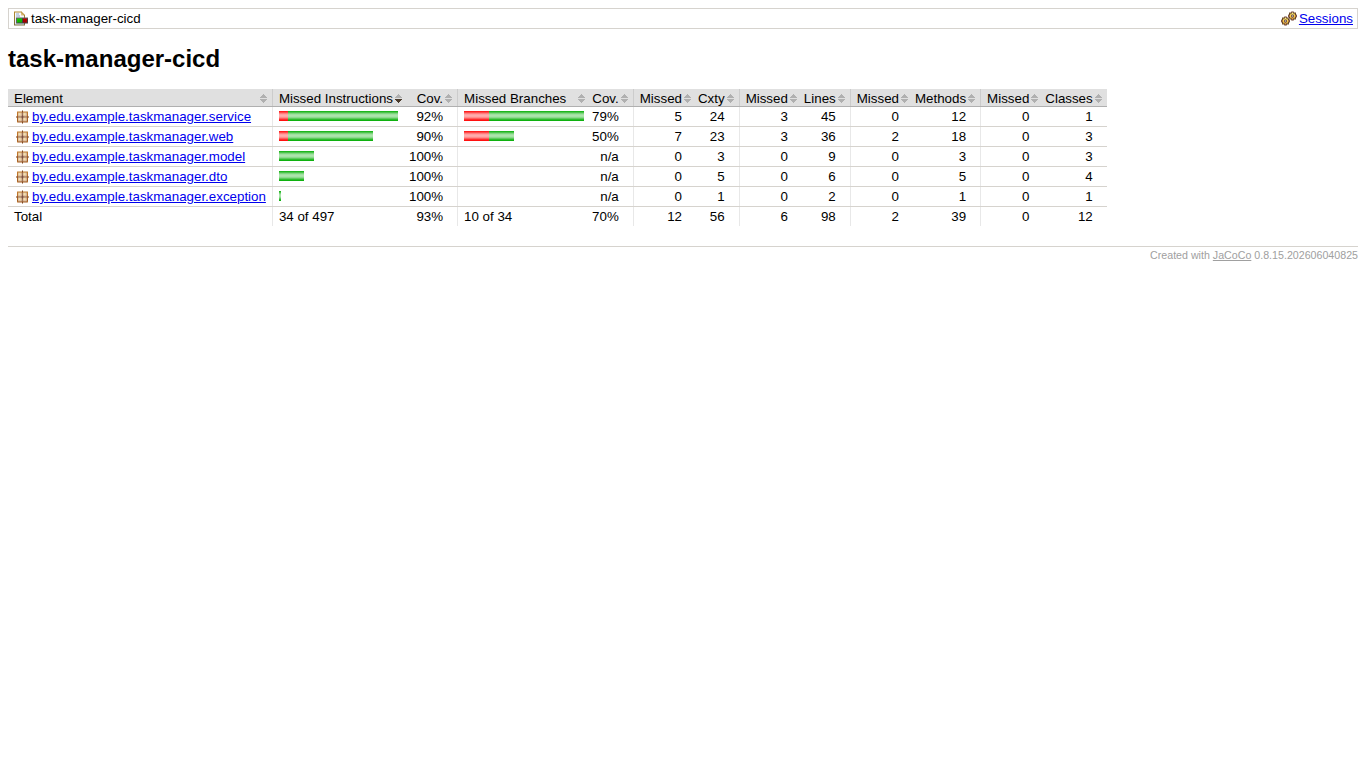 task-manager-cicd Sessions
task-manager-cicd
Element Missed Instructions Cov. Missed Branches Cov. Missed Cxty Missed Lines Missed Methods Missed Classes
by.edu.example.taskmanager.service 92% 79% 5 24 3 45 0 12 0 1
by.edu.example.taskmanager.web 90% 50% 7 23 3 36 2 18 0 3
by.edu.example.taskmanager.model 100% n/a 0 3 0 9 0 3 0 3
by.edu.example.taskmanager.dto 100% n/a 0 5 0 6 0 5 0 4
by.edu.example.taskmanager.exception 100% n/a 0 1 0 2 0 1 0 1
Total 34 of 497 93% 10 of 34 70% 12 56 6 98 2 39 0 12
Created with JaCoCo 0.8.15.202606040825